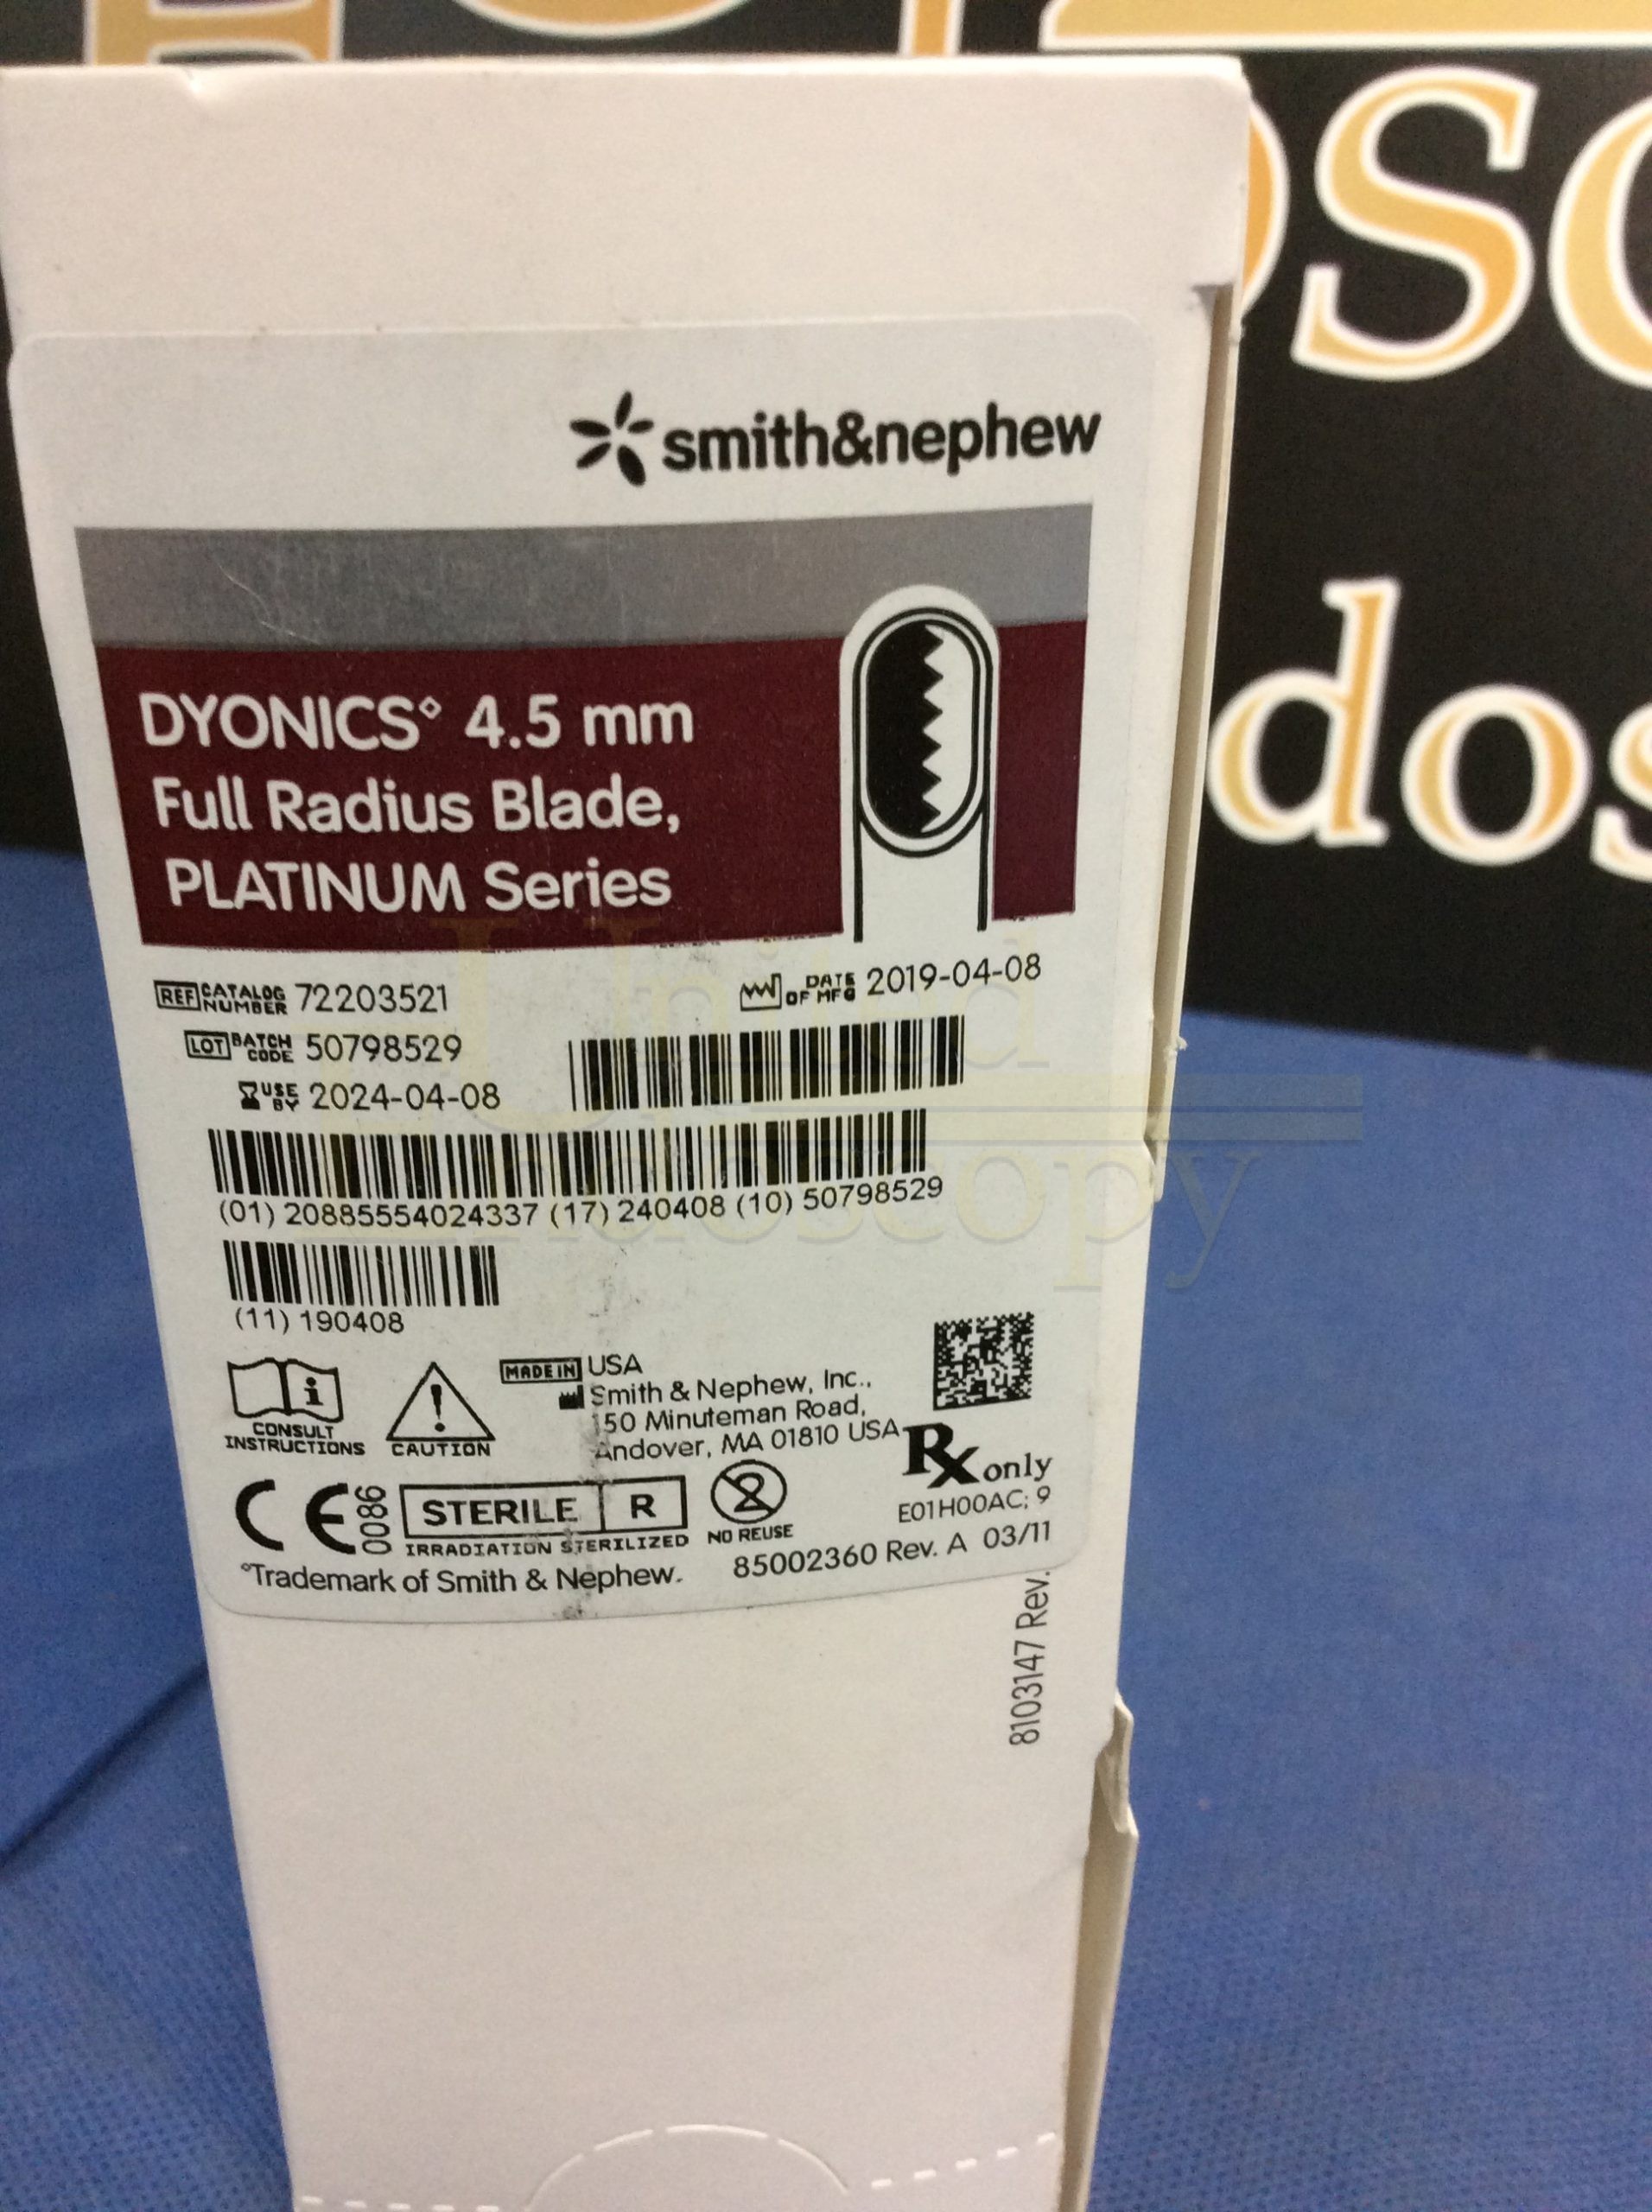 smith&nephew
DYONICS◊ 4.5 mm
Full Radius Blade,
PLATINUM Series
REF CATALOG NUMBER 72203521
DATE OF MFG 2019-04-08
LOT BATCH CODE 50798529
USE BY 2024-04-08
(01) 20885554024337 (17) 240408 (10) 50798529
(11) 190408
CONSULT
INSTRUCTIONS
CAUTION
MADE IN USA
Smith & Nephew, Inc.,
150 Minuteman Road,
Andover, MA 01810 USA
Rx only
E01H00AC; 9
CE 0086
STERILE R
IRRADIATION STERILIZED
2
NO REUSE
◊Trademark of Smith & Nephew.
85002360 Rev. A 03/11
8103147 Rev.
United
Endoscopy